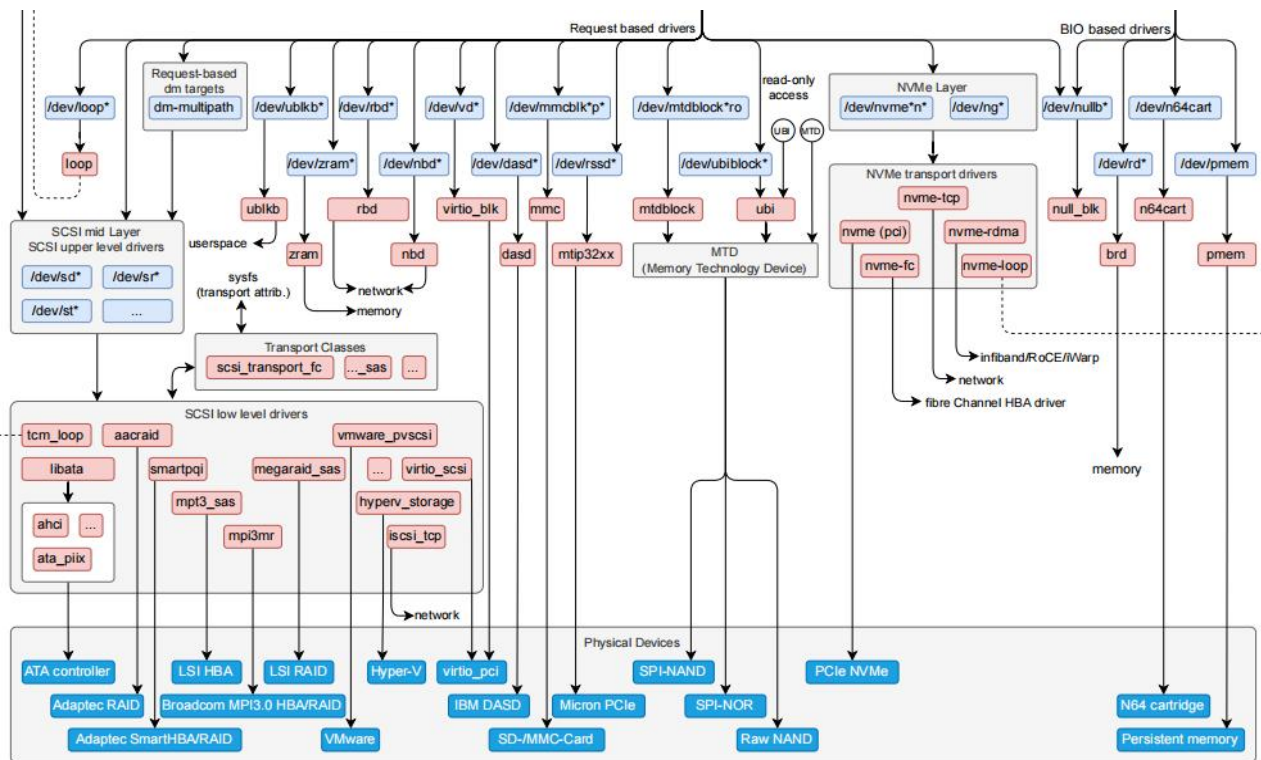 Request based drivers
BIO based drivers
Request-based
dm targets
dm-multipath
read-only
access
NVMe Layer
/dev/loop*
/dev/ublkb*
/dev/rbd*
/dev/vd*
/dev/mmcblk*p*
/dev/mtdblock*ro
/dev/nvme*n*
/dev/ng*
/dev/nullb*
/dev/n64cart
UBI
MTD
loop
/dev/zram*
/dev/nbd*
/dev/dasd*
/dev/rssd*
/dev/ubiblock*
/dev/rd*
/dev/pmem
NVMe transport drivers
nvme-tcp
ublkb
rbd
virtio_blk
mmc
mtdblock
ubi
null_blk
n64cart
SCSI mid Layer
SCSI upper level drivers
/dev/sd*
/dev/sr*
/dev/st*
...
userspace
zram
nbd
dasd
mtip32xx
MTD
(Memory Technology Device)
nvme (pci)
nvme-rdma
nvme-fc
nvme-loop
brd
pmem
sysfs
(transport attrib.)
network
memory
Transport Classes
scsi_transport_fc
..._sas
...
infiband/RoCE/iWarp
network
fibre Channel HBA driver
SCSI low level drivers
tcm_loop
aacraid
vmware_pvscsi
libata
smartpqi
megaraid_sas
...
virtio_scsi
memory
mpt3_sas
hyperv_storage
ahci
...
mpi3mr
iscsi_tcp
ata_piix
network
Physical Devices
ATA controller
LSI HBA
LSI RAID
Hyper-V
virtio_pci
SPI-NAND
PCIe NVMe
Adaptec RAID
Broadcom MPI3.0 HBA/RAID
IBM DASD
Micron PCIe
SPI-NOR
N64 cartridge
Adaptec SmartHBA/RAID
VMware
SD-/MMC-Card
Raw NAND
Persistent memory